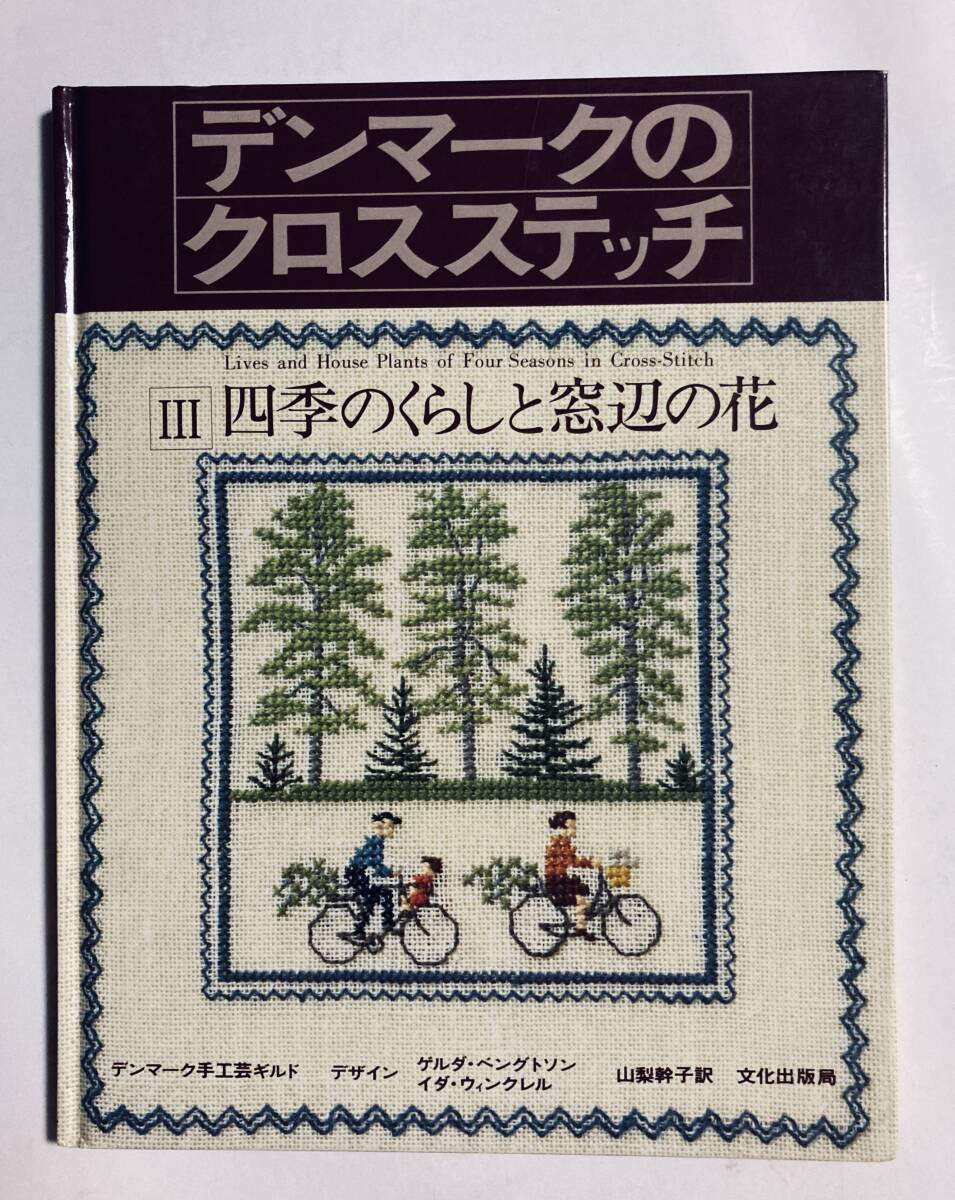 デンマークの
クロスステッチ
Lives and House Plants of Four Seasons in Cross-Stitch
III 四季のくらしと窓辺の花
デンマーク手工芸ギルド デザイン ゲルダ・ベングトソン
イダ・ウィンクレル 山梨幹子訳 文化出版局